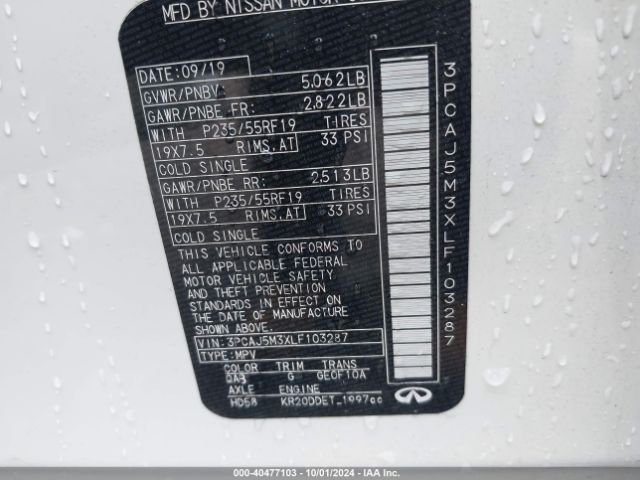 MFD BY NISSAN MOTOR
DATE: 09/19
GVWR/PNBV: 5,062LB
GAWR/PNBE FR: 2,822LB
WITH P235/55RF19 TIRES
19X7.5 RIMS,AT 33 PSI
COLD SINGLE
GAWR/PNBE RR: 2,513LB
WITH P235/55RF19 TIRES
19X7.5 RIMS,AT 33 PSI
COLD SINGLE
THIS VEHICLE CONFORMS TO
ALL APPLICABLE FEDERAL
MOTOR VEHICLE SAFETY
AND THEFT PREVENTION
STANDARDS IN EFFECT ON
THE DATE OF MANUFACTURE
SHOWN ABOVE.
VIN: 3PCAJ5M3XLF103287
TYPE: MPV
COLOR TRIM TRANS
QAB G GE0F10A
AXLE ENGINE
HD58 KR20DDET 1997cc
3PCAJ5M3XLF103287
INFINITI
000-40477103 - 10/01/2024 - IAAI.COM